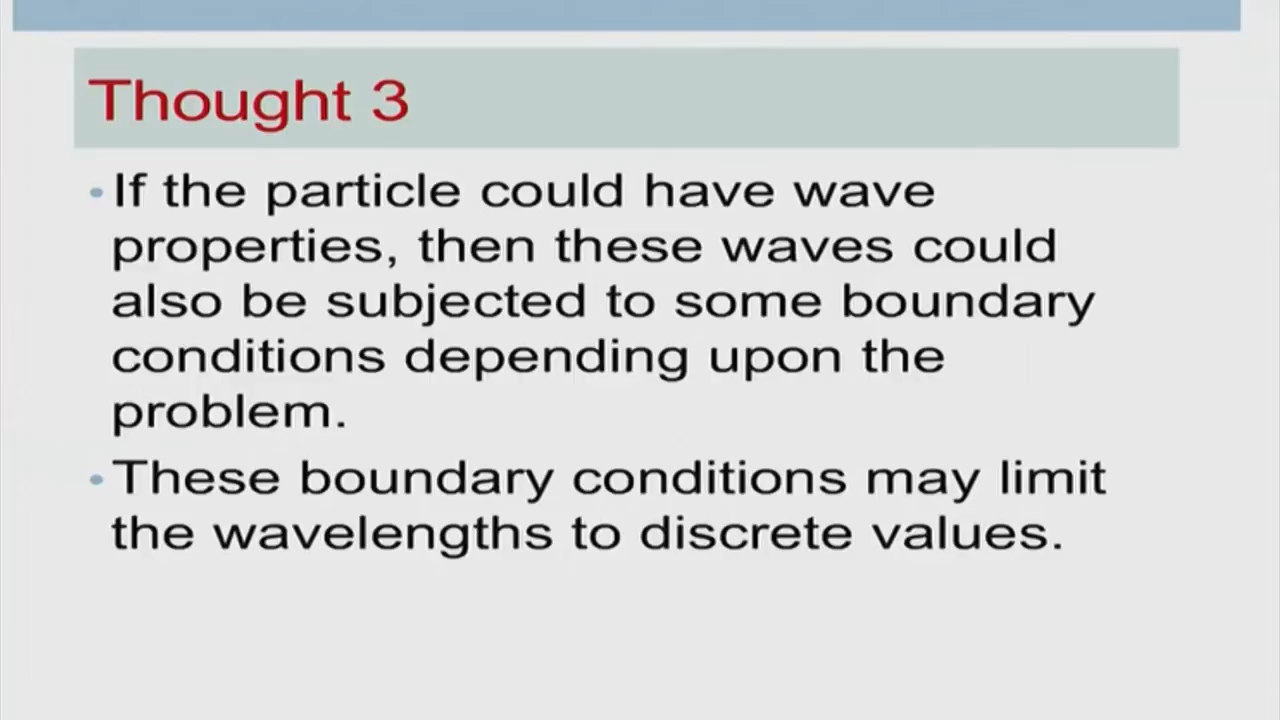 Thought 3
• If the particle could have wave
properties, then these waves could
also be subjected to some boundary
conditions depending upon the
problem.
• These boundary conditions may limit
the wavelengths to discrete values.